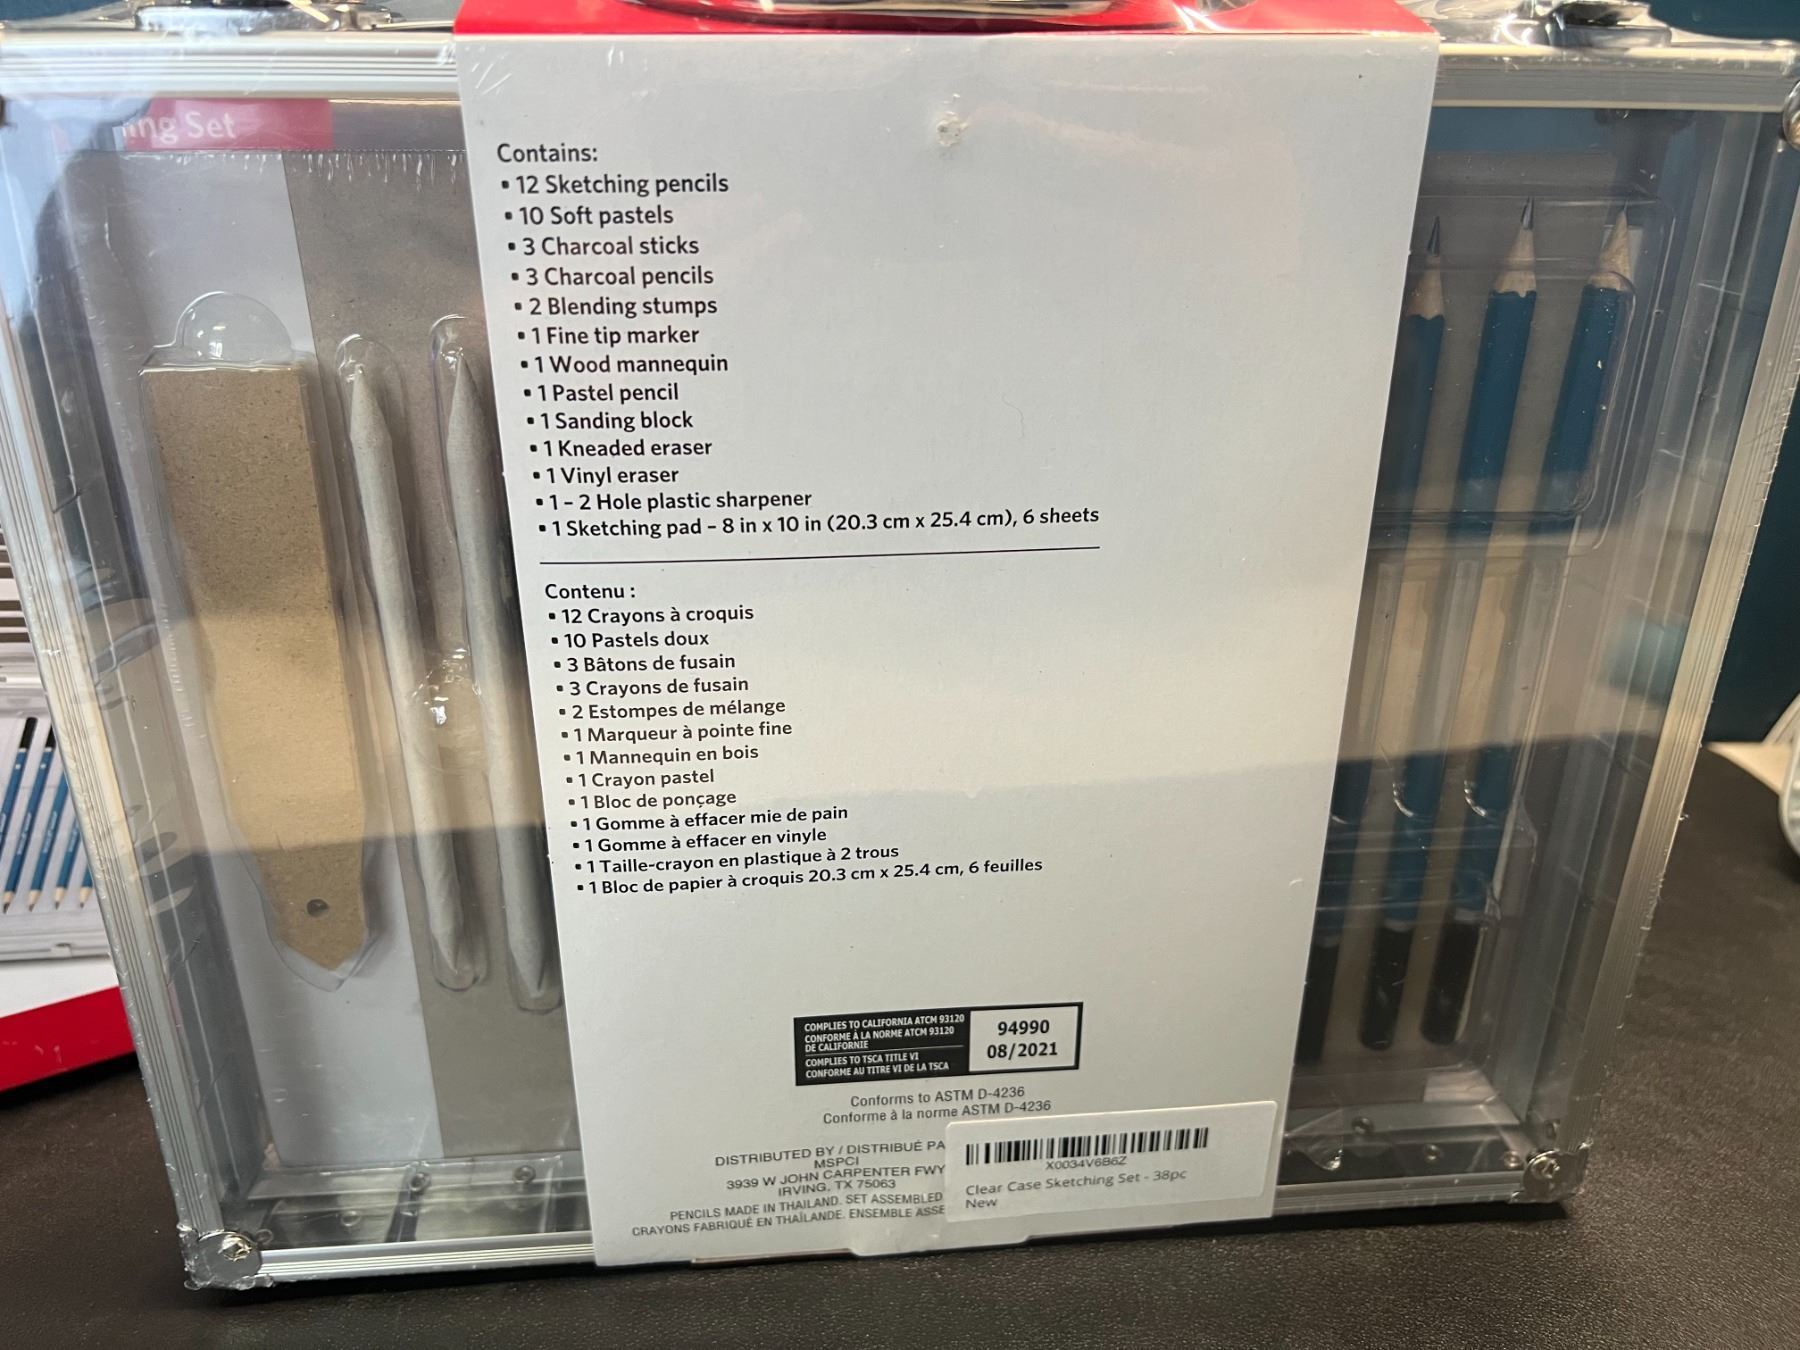 ing Set
Contains:
▪ 12 Sketching pencils
▪ 10 Soft pastels
▪ 3 Charcoal sticks
▪ 3 Charcoal pencils
▪ 2 Blending stumps
▪ 1 Fine tip marker
▪ 1 Wood mannequin
▪ 1 Pastel pencil
▪ 1 Sanding block
▪ 1 Kneaded eraser
▪ 1 Vinyl eraser
▪ 1 – 2 Hole plastic sharpener
▪ 1 Sketching pad – 8 in x 10 in (20.3 cm x 25.4 cm), 6 sheets
Contenu :
▪ 12 Crayons à croquis
▪ 10 Pastels doux
▪ 3 Bâtons de fusain
▪ 3 Crayons de fusain
▪ 2 Estompes de mélange
▪ 1 Marqueur à pointe fine
▪ 1 Mannequin en bois
▪ 1 Crayon pastel
▪ 1 Bloc de ponçage
▪ 1 Gomme à effacer mie de pain
▪ 1 Gomme à effacer en vinyle
▪ 1 Taille-crayon en plastique à 2 trous
▪ 1 Bloc de papier à croquis 20.3 cm x 25.4 cm, 6 feuilles
COMPLIES TO CALIFORNIA ATCM 93120
CONFORME À LA NORME ATCM 93120
DE CALIFORNIE
COMPLIES TO TSCA TITLE VI
CONFORME AU TITRE VI DE LA TSCA
94990
08/2021
Conforms to ASTM D-4236
Conforme à la norme ASTM D-4236
DISTRIBUTED BY / DISTRIBUÉ PA
MSPCI
3939 W JOHN CARPENTER FWY
IRVING, TX 75063
PENCILS MADE IN THAILAND. SET ASSEMBLED
CRAYONS FABRIQUÉ EN THAÏLANDE. ENSEMBLE ASSE
X0034V6B6Z
Clear Case Sketching Set - 38pc
New